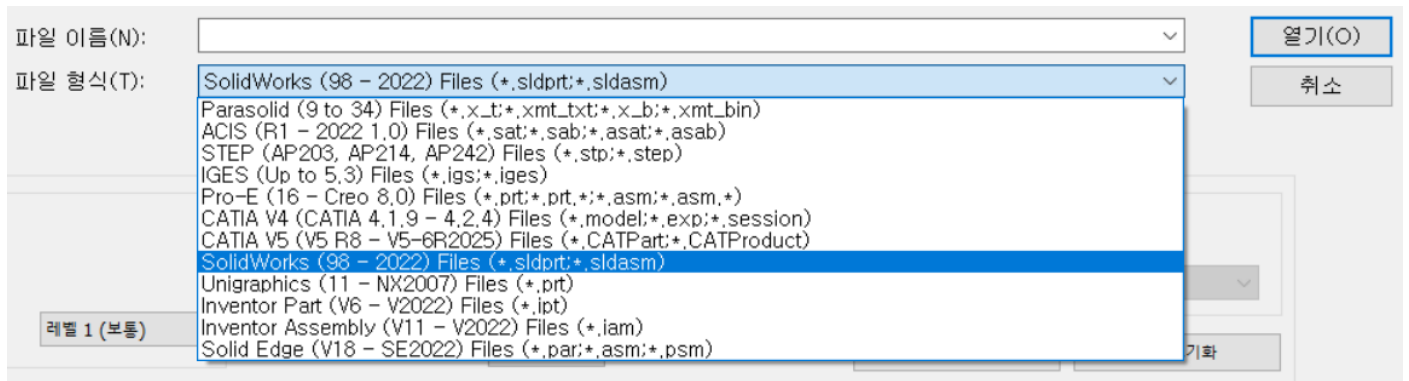 파일 이름(N):
열기(O)
파일 형식(T):
SolidWorks (98 - 2022) Files (*.sldprt;*.sldasm)
취소
Parasolid (9 to 34) Files (*.x_t;*.xmt_txt;*.x_b;*.xmt_bin)
ACIS (R1 - 2022 1.0) Files (*.sat;*.sab;*.asat;*.asab)
STEP (AP203, AP214, AP242) Files (*.stp;*.step)
IGES (Up to 5.3) Files (*.igs;*.iges)
Pro-E (16 - Creo 8.0) Files (*.prt;*.prt.*;*.asm;*.asm.*)
CATIA V4 (CATIA 4.1.9 - 4.2.4) Files (*.model;*.exp;*.session)
CATIA V5 (V5 R8 - V5-6R2025) Files (*.CATPart;*.CATProduct)
SolidWorks (98 - 2022) Files (*.sldprt;*.sldasm)
Unigraphics (11 - NX2007) Files (*.prt)
Inventor Part (V6 - V2022) Files (*.ipt)
Inventor Assembly (V11 - V2022) Files (*.iam)
Solid Edge (V18 - SE2022) Files (*.par;*.asm;*.psm)
레벨 1 (보통)
기화